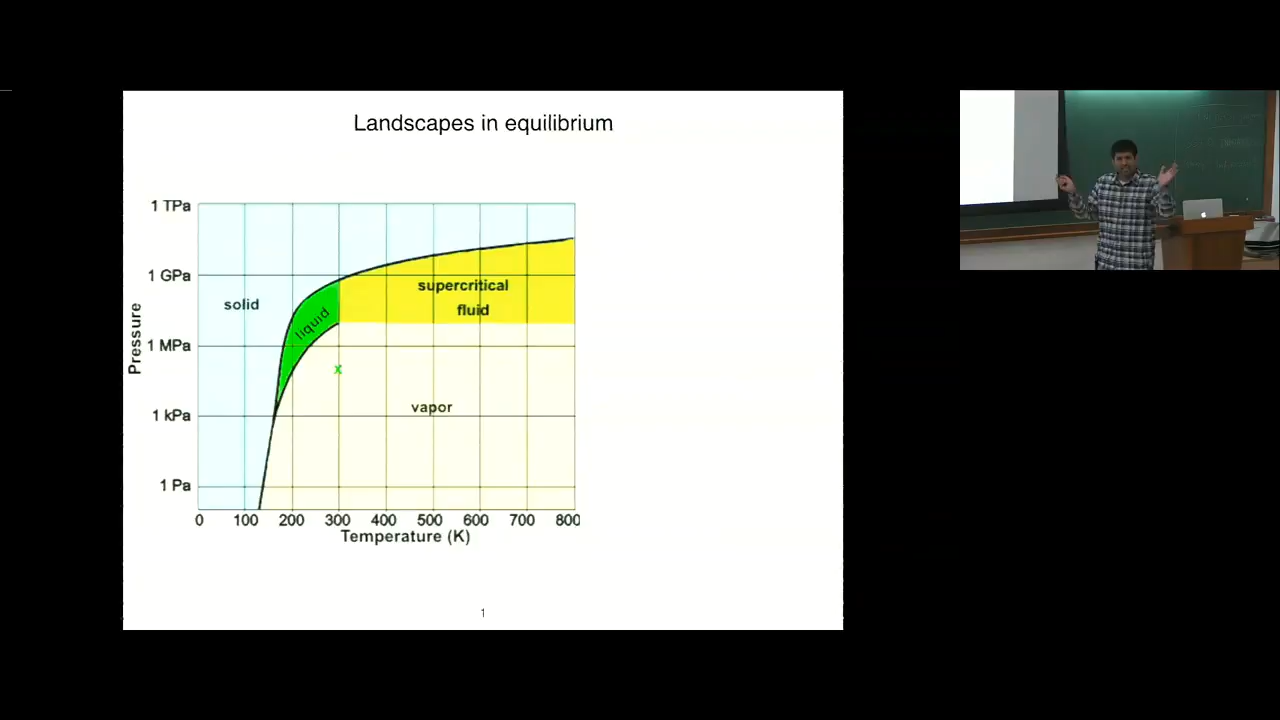 Landscapes in equilibrium
1 TPa
1 GPa
1 MPa
1 kPa
1 Pa
Pressure
solid
liquid
supercritical
fluid
x
vapor
0 100 200 300 400 500 600 700 800
Temperature (K)
1